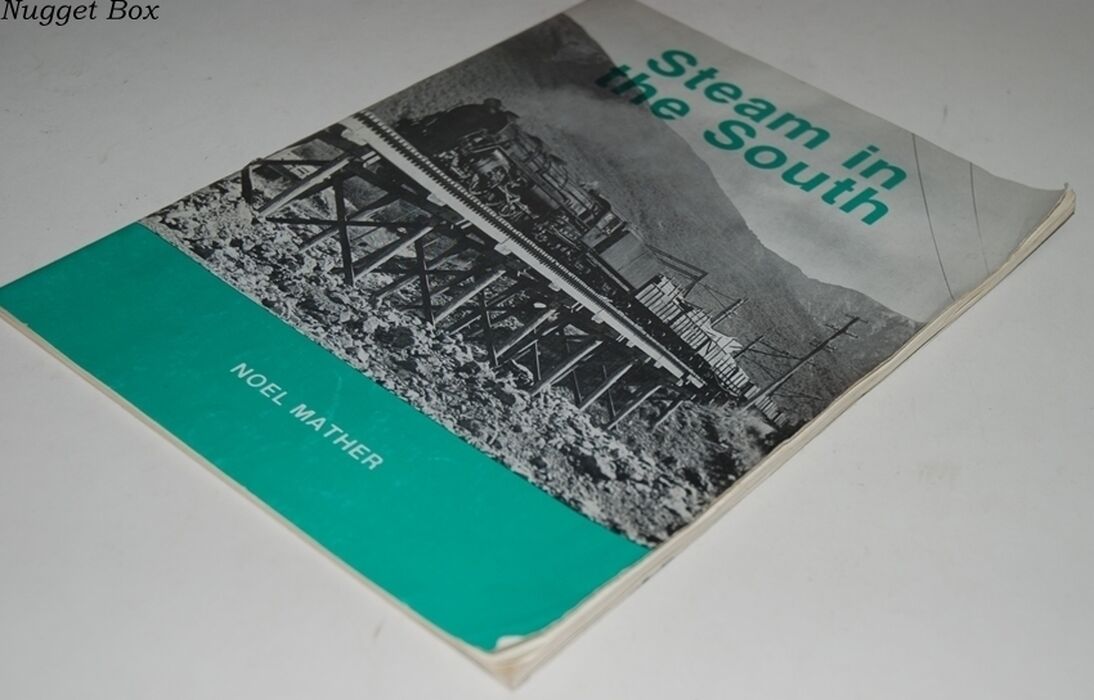 Nugget Box
Steam in
the South
NOEL MATHER